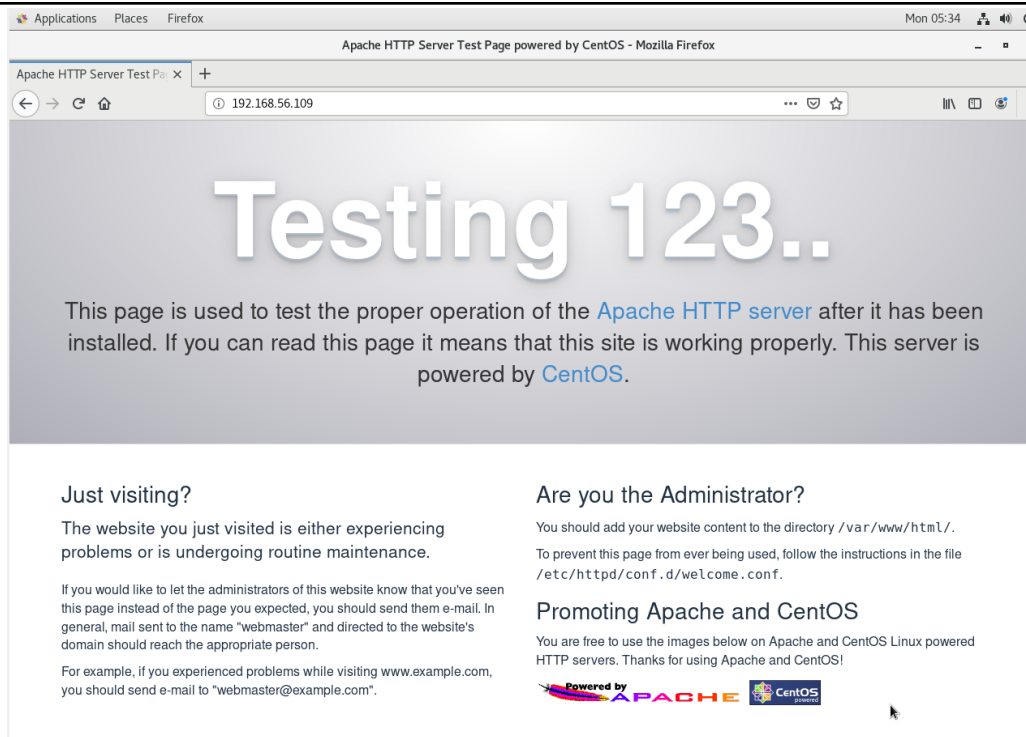 Applications Places Firefox Mon 05:34
Apache HTTP Server Test Page powered by CentOS - Mozilla Firefox
Apache HTTP Server Test Pa
192.168.56.109
Testing 123..
This page is used to test the proper operation of the Apache HTTP server after it has been
installed. If you can read this page it means that this site is working properly. This server is
powered by CentOS.
Just visiting?
The website you just visited is either experiencing
problems or is undergoing routine maintenance.
If you would like to let the administrators of this website know that you've seen
this page instead of the page you expected, you should send them e-mail. In
general, mail sent to the name "webmaster" and directed to the website's
domain should reach the appropriate person.
For example, if you experienced problems while visiting www.example.com,
you should send e-mail to "webmaster@example.com".
Are you the Administrator?
You should add your website content to the directory /var/www/html/.
To prevent this page from ever being used, follow the instructions in the file
/etc/httpd/conf.d/welcome.conf.
Promoting Apache and CentOS
You are free to use the images below on Apache and CentOS Linux powered
HTTP servers. Thanks for using Apache and CentOS!
Powered by
APACHE
CentOS
powered